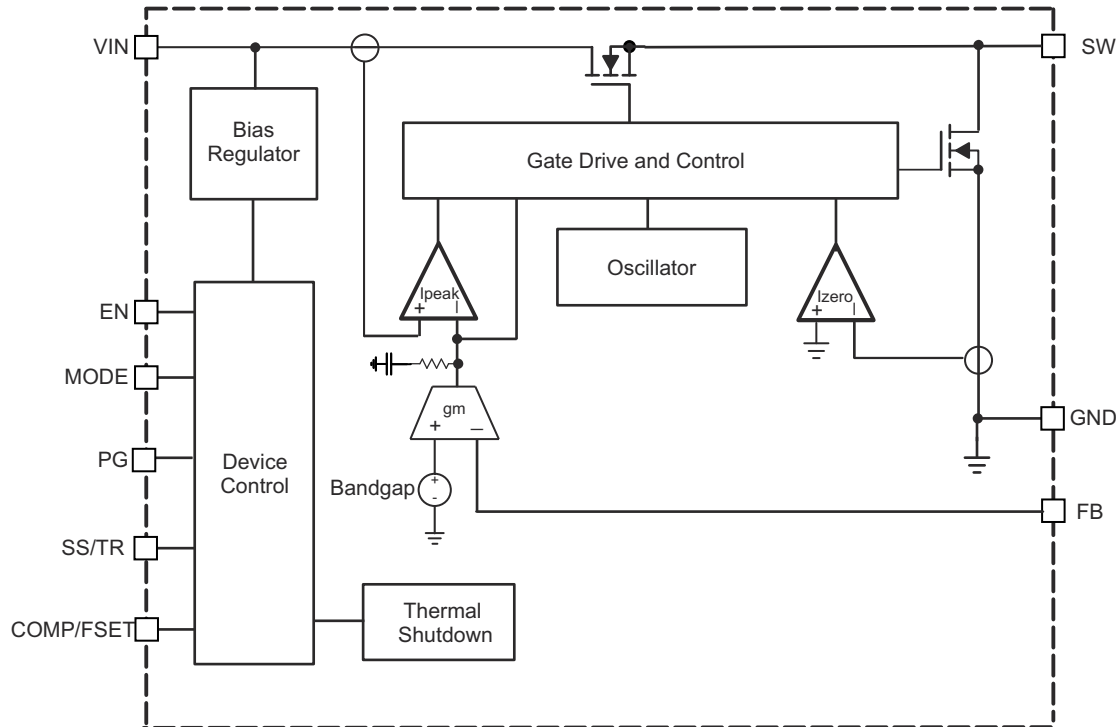 VIN
SW
Bias
Regulator
Gate Drive and Control
Oscillator
Ipeak
+
–
Izero
+
–
EN
MODE
PG
SS/TR
COMP/FSET
Device
Control
gm
+
–
Bandgap
+
-
GND
FB
Thermal
Shutdown